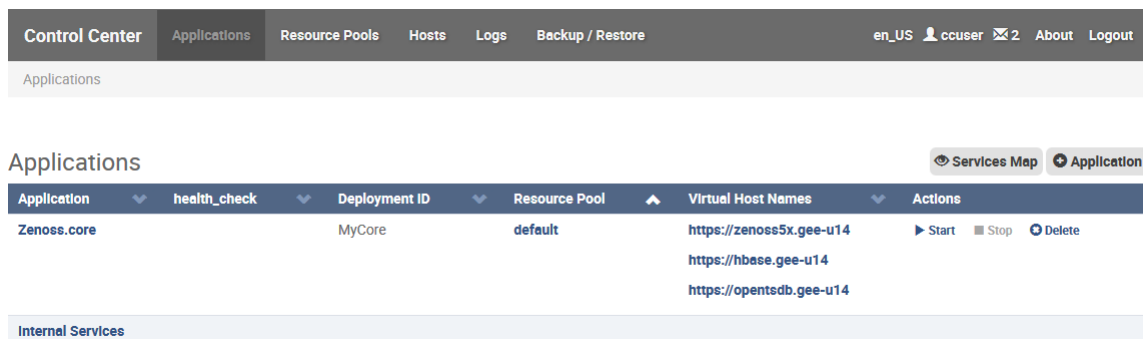 Control Center Applications Resource Pools Hosts Logs Backup / Restore en_US ccuser 2 About Logout
Applications
Applications Services Map Application
Application health_check Deployment ID Resource Pool Virtual Host Names Actions
Zenoss.core MyCore default https://zenoss5x.gee-u14 Start Stop Delete
https://hbase.gee-u14
https://opentsdb.gee-u14
Internal Services